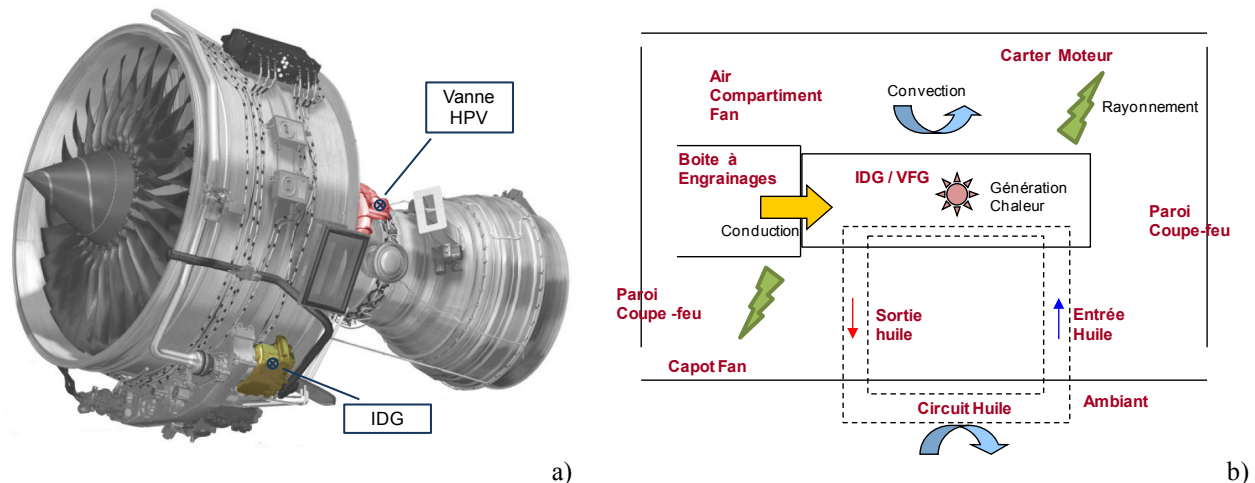 Vanne
HPV
IDG
a)
Air
Compartiment
Fan
Convection
Carter Moteur
Rayonnement
Boite à
Engrainages
IDG / VFG
Génération
Chaleur
Conduction
Paroi
Coupe-feu
Paroi
Coupe -feu
Sortie
huile
Entrée
Huile
Capot Fan
Circuit Huile
Ambiant
b)